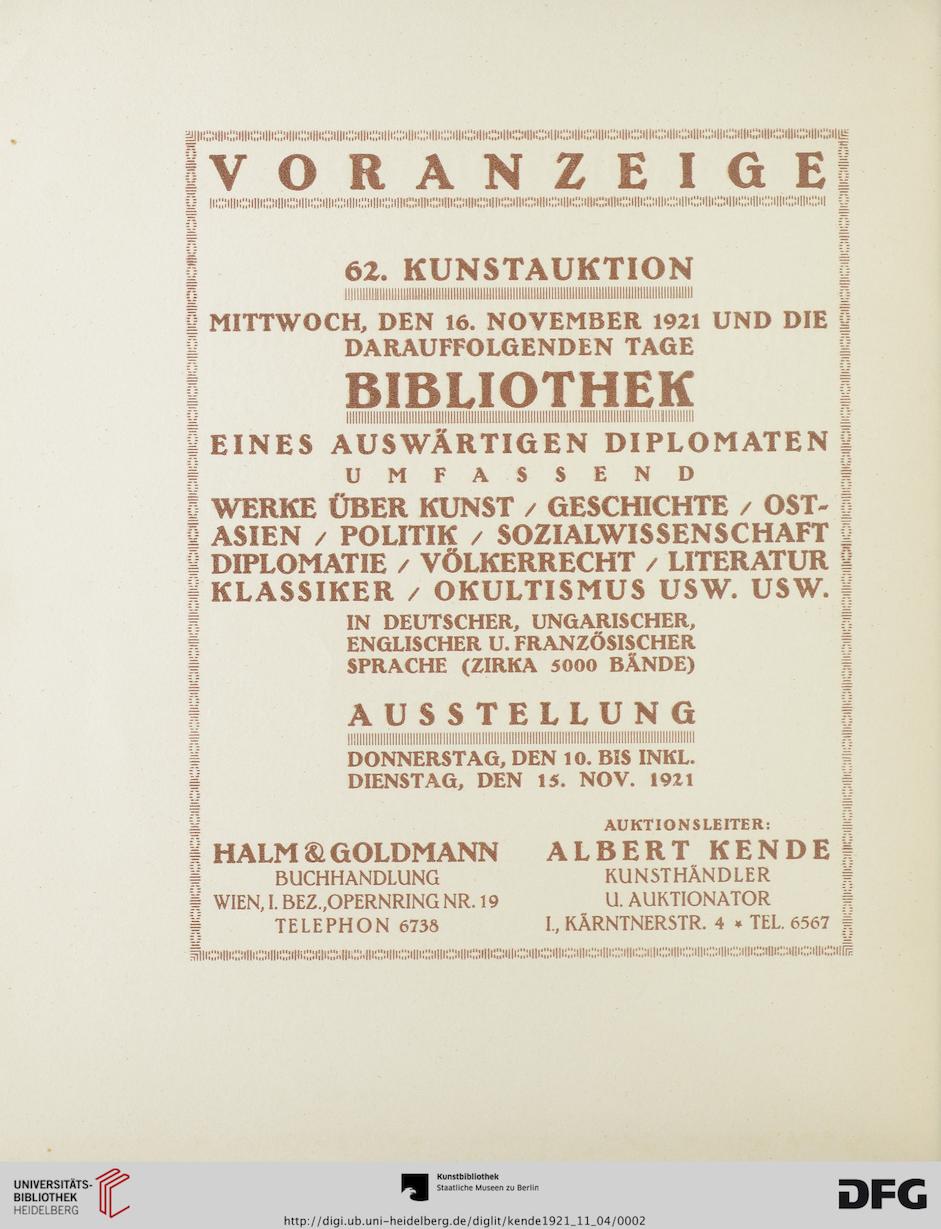 VORANZEIGE
62. KUNSTAUKTION
MITTWOCH, DEN 16. NOVEMBER 1921 UND DIE
DARAUFFOLGENDEN TAGE
BIBLIOTHEK
EINES AUSWÄRTIGEN DIPLOMATEN
UMFASSEND
WERKE ÜBER KUNST / GESCHICHTE / OST-
ASIEN / POLITIK / SOZIALWISSENSCHAFT
DIPLOMATIE / VÖLKERRECHT / LITERATUR
KLASSIKER / OKULTISMUS USW. USW.
IN DEUTSCHER, UNGARISCHER,
ENGLISCHER U. FRANZÖSISCHER
SPRACHE (ZIRKA 5000 BÄNDE)
AUSSTELLUNG
DONNERSTAG, DEN 10. BIS INKL.
DIENSTAG, DEN 15. NOV. 1921
HALM & GOLDMANN
BUCHHANDLUNG
WIEN, I. BEZ., OPERNRING NR. 19
TELEPHON 6738
AUKTIONSLEITER:
ALBERT KENDE
KUNSTHÄNDLER
U. AUKTIONATOR
I., KÄRNTNERSTR. 4 * TEL. 6567
UNIVERSITÄTS-
BIBLIOTHEK
HEIDELBERG
Kunstbibliothek
Staatliche Museen zu Berlin
DFG
http://digi.ub.uni-heidelberg.de/diglit/kende1921_11_04/0002